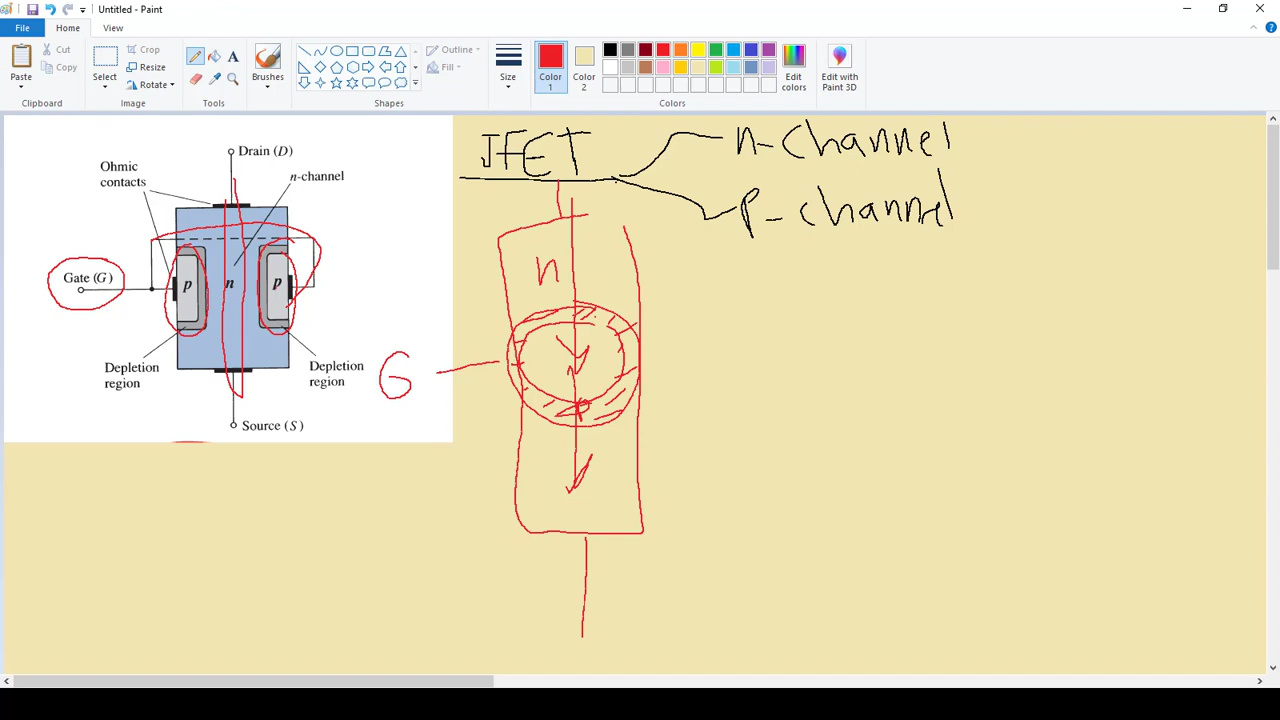 Untitled - Paint
File Home View
Paste
Cut
Copy
Clipboard
Select
Crop
Resize
Rotate
Image
Tools
Brushes
Shapes
Outline
Fill
Size
Color 1
Color 2
Colors
Edit colors
Edit with Paint 3D
Drain (D)
Ohmic contacts
n-channel
Gate (G)
p n p
Depletion region
Depletion region
Source (S)
JFET
n-channel
p-channel
n
G
n
p